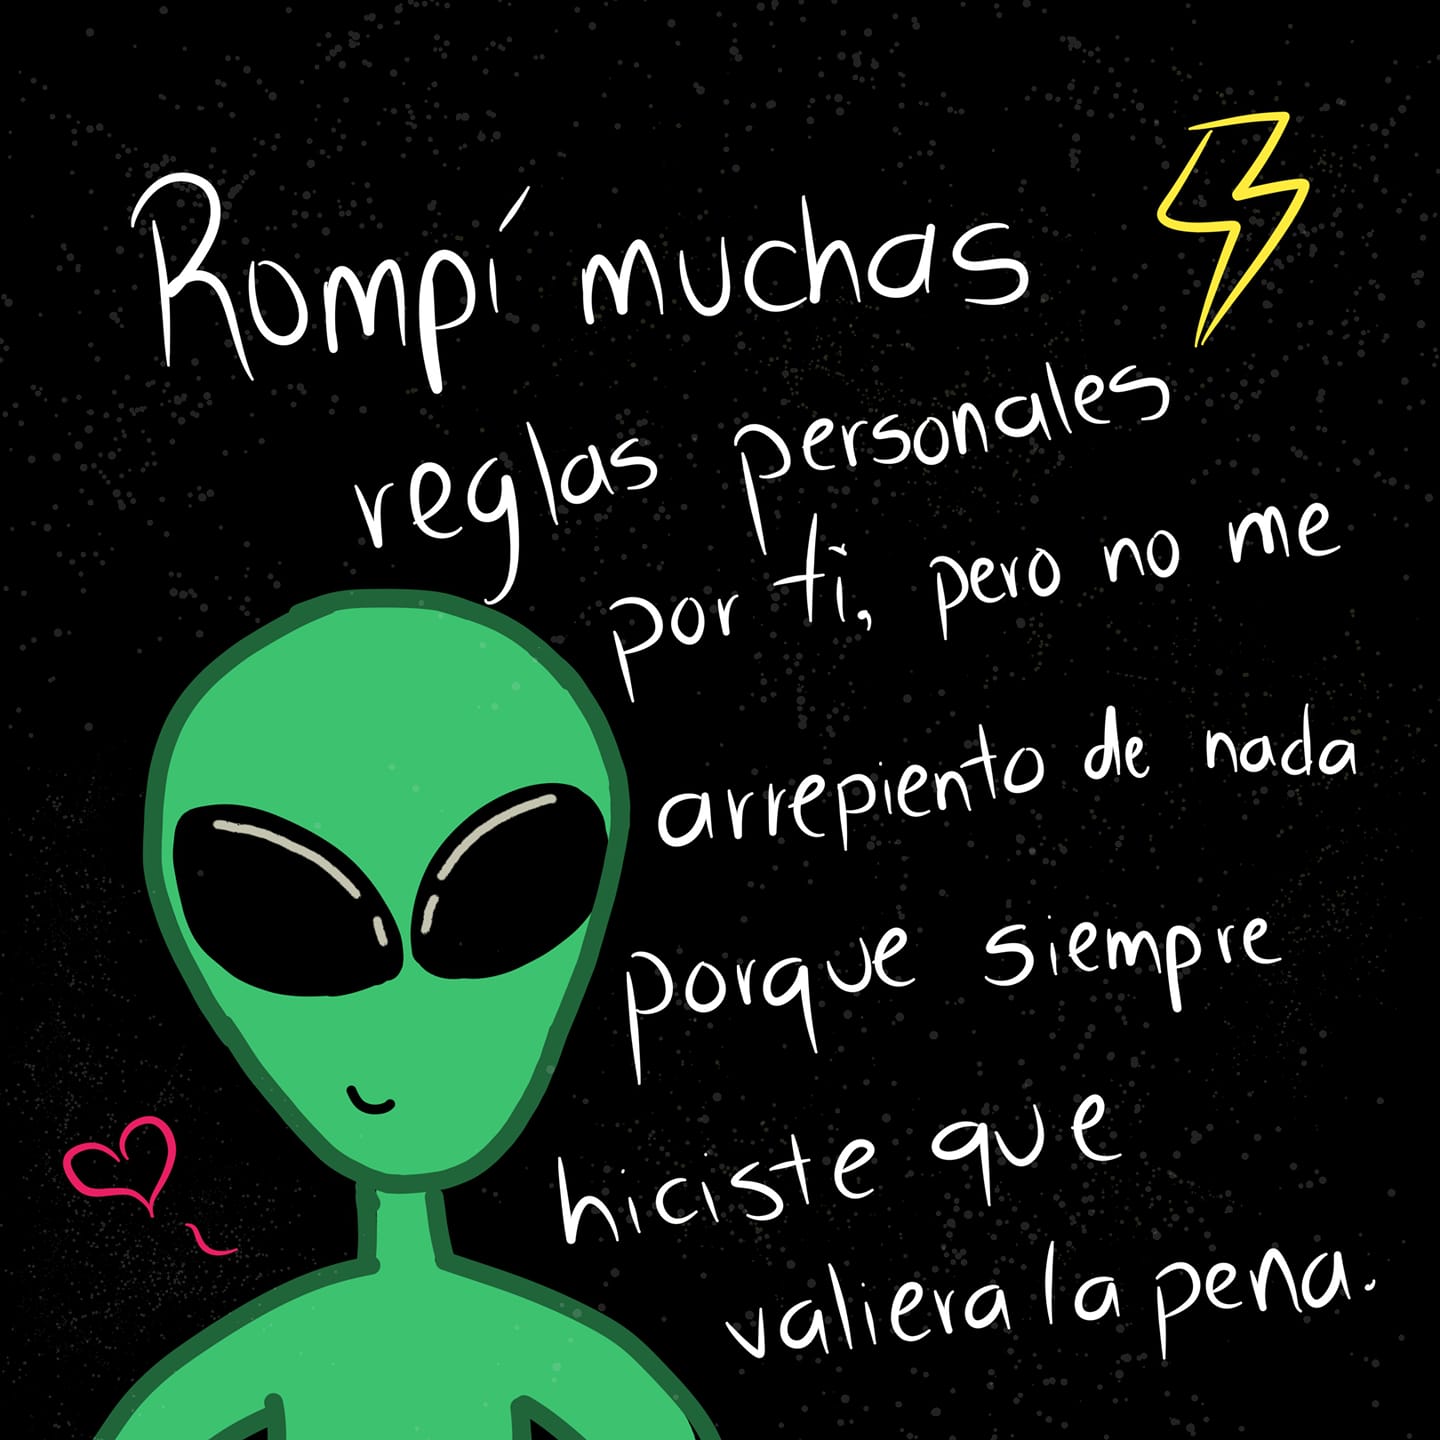 Rompí muchas
reglas personales
por ti, pero no me
arrepiento de nada
porque siempre
hiciste que
valiera la pena.